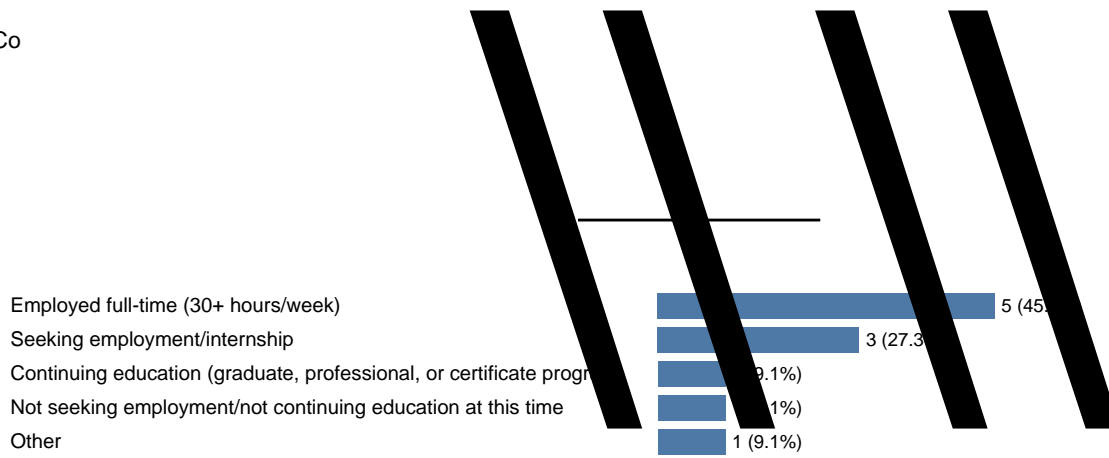 Co
Employed full-time (30+ hours/week) 5 (45.
Seeking employment/internship 3 (27.3
Continuing education (graduate, professional, or certificate progr 9.1%)
Not seeking employment/not continuing education at this time 1%)
Other 1 (9.1%)